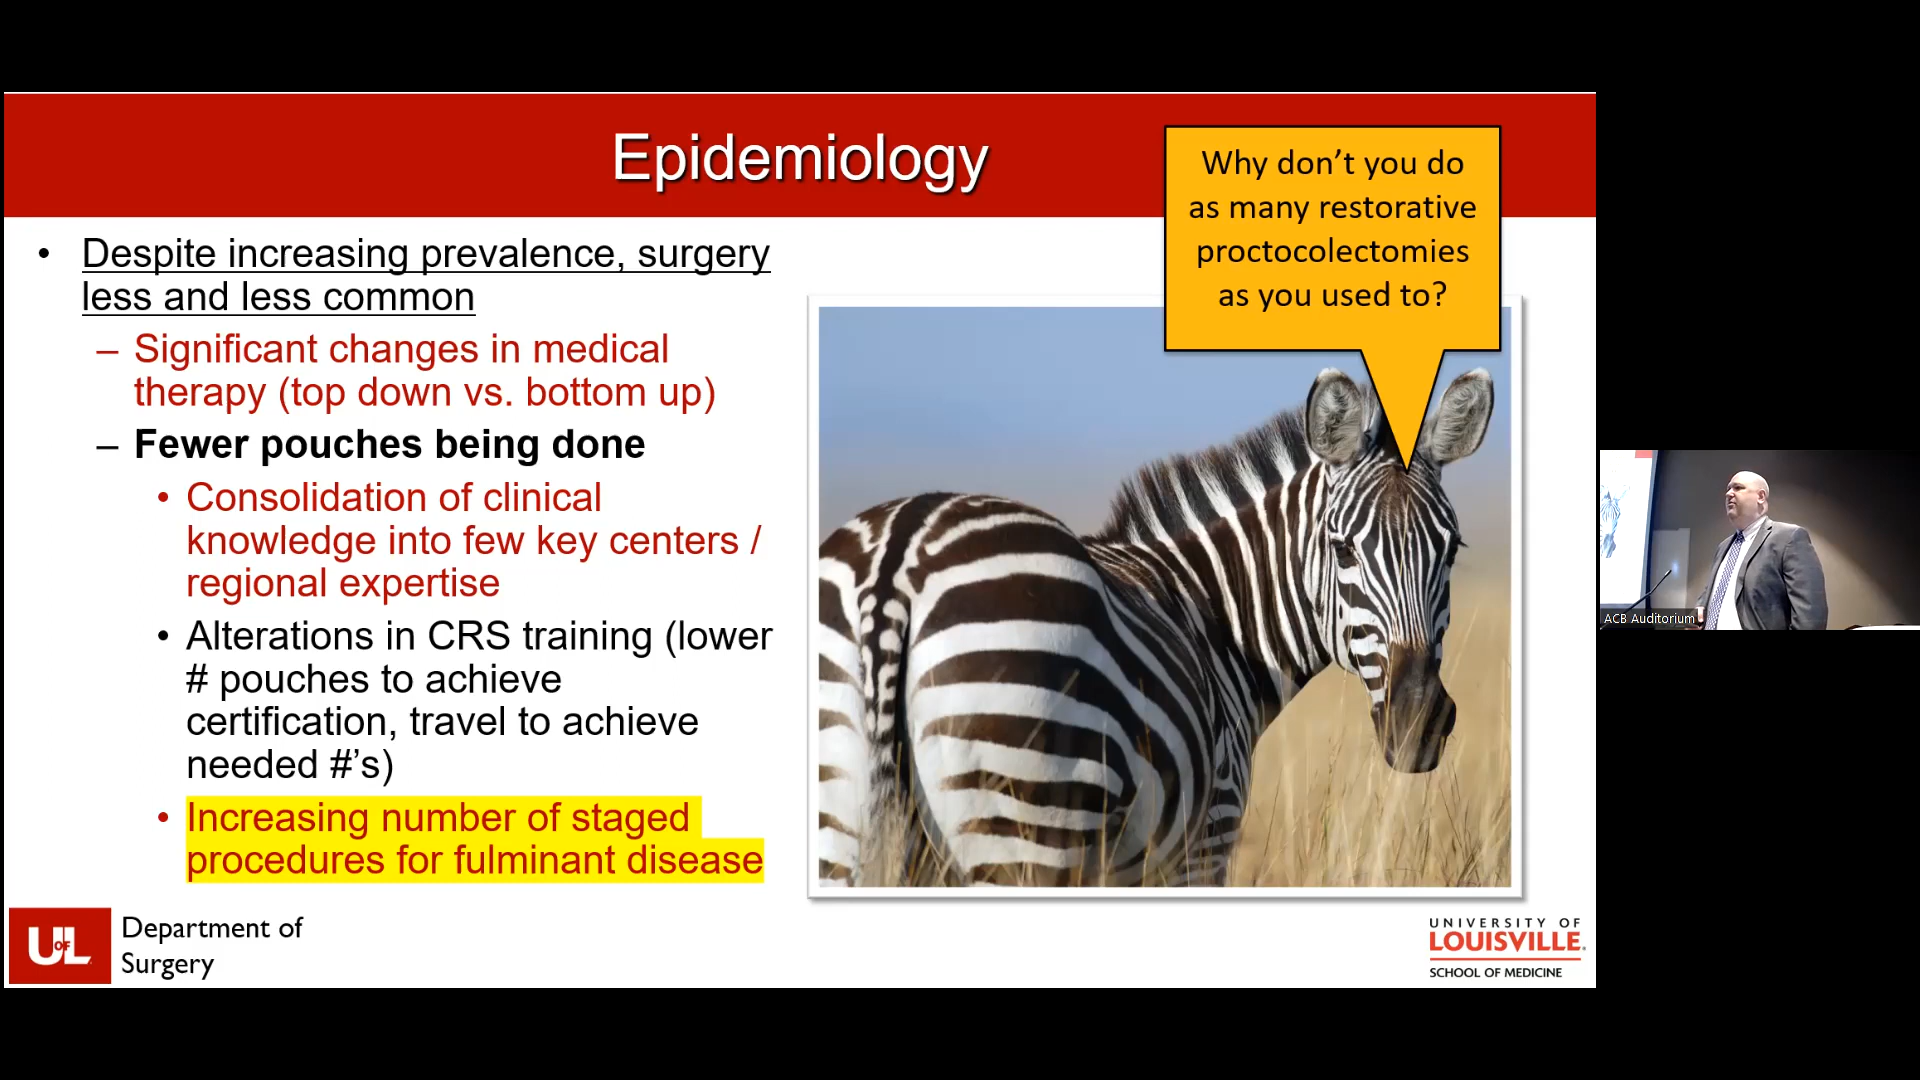 Epidemiology
Why don’t you do
as many restorative
proctocolectomies
as you used to?
• Despite increasing prevalence, surgery
less and less common
– Significant changes in medical
therapy (top down vs. bottom up)
– Fewer pouches being done
• Consolidation of clinical
knowledge into few key centers /
regional expertise
• Alterations in CRS training (lower
# pouches to achieve
certification, travel to achieve
needed #’s)
• Increasing number of staged
procedures for fulminant disease
UofL
Department of
Surgery
UNIVERSITY OF
LOUISVILLE.
SCHOOL OF MEDICINE
ACB Auditorium